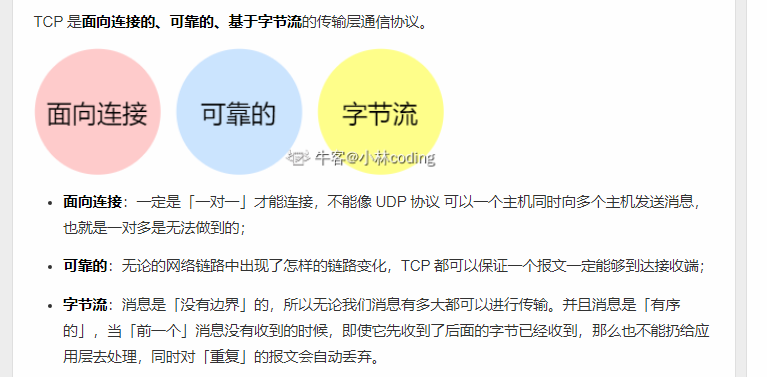 TCP 是面向连接的、可靠的、基于字节流的传输层通信协议。
面向连接 可靠的 字节流
牛客@小林coding
• 面向连接：一定是「一对一」才能连接，不能像 UDP 协议 可以一个主机同时向多个主机发送消息，
也就是一对多是无法做到的；
• 可靠的：无论的网络链路中出现了怎样的链路变化，TCP 都可以保证一个报文一定能够到达接收端；
• 字节流：消息是「没有边界」的，所以无论我们消息有多大都可以进行传输。并且消息是「有序
的」，当「前一个」消息没有收到的时候，即使它先收到了后面的字节已经收到，那么也不能扔给应
用层去处理，同时对「重复」的报文会自动丢弃。